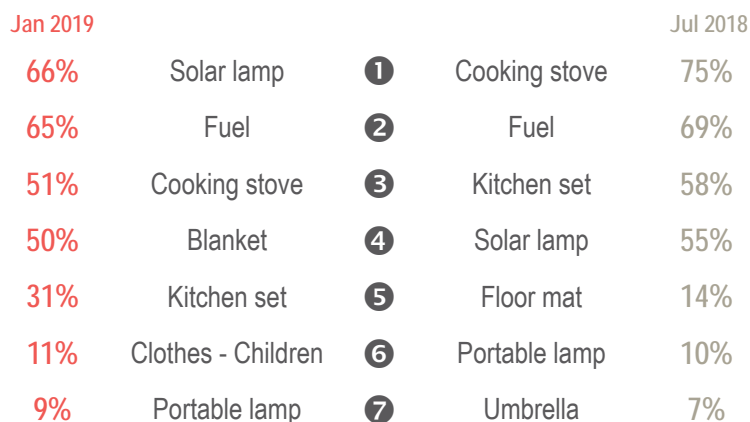 Jan 2019 Jul 2018
66% Solar lamp ❶ Cooking stove 75%
65% Fuel ❷ Fuel 69%
51% Cooking stove ❸ Kitchen set 58%
50% Blanket ❹ Solar lamp 55%
31% Kitchen set ❺ Floor mat 14%
11% Clothes - Children ❻ Portable lamp 10%
9% Portable lamp ❼ Umbrella 7%